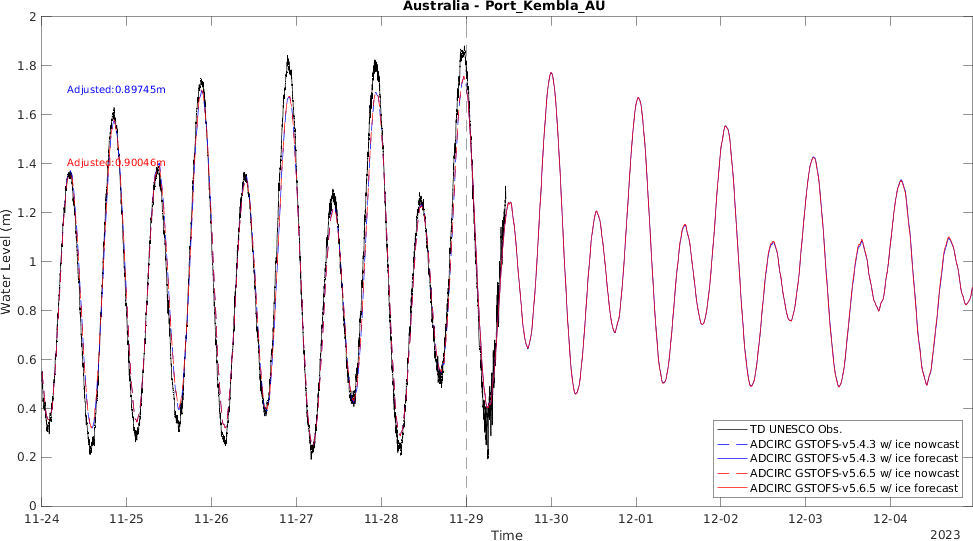 Australia - Port_Kembla_AU
2
1.8
1.6
1.4
1.2
1
0.8
0.6
0.4
0.2
0
Water Level (m)
Adjusted:0.89745m
Adjusted:0.90046m
TD UNESCO Obs.
ADCIRC GSTOFS-v5.4.3 w/ ice nowcast
ADCIRC GSTOFS-v5.4.3 w/ ice forecast
ADCIRC GSTOFS-v5.6.5 w/ ice nowcast
ADCIRC GSTOFS-v5.6.5 w/ ice forecast
11-24 11-25 11-26 11-27 11-28 11-29 11-30 12-01 12-02 12-03 12-04
Time
2023